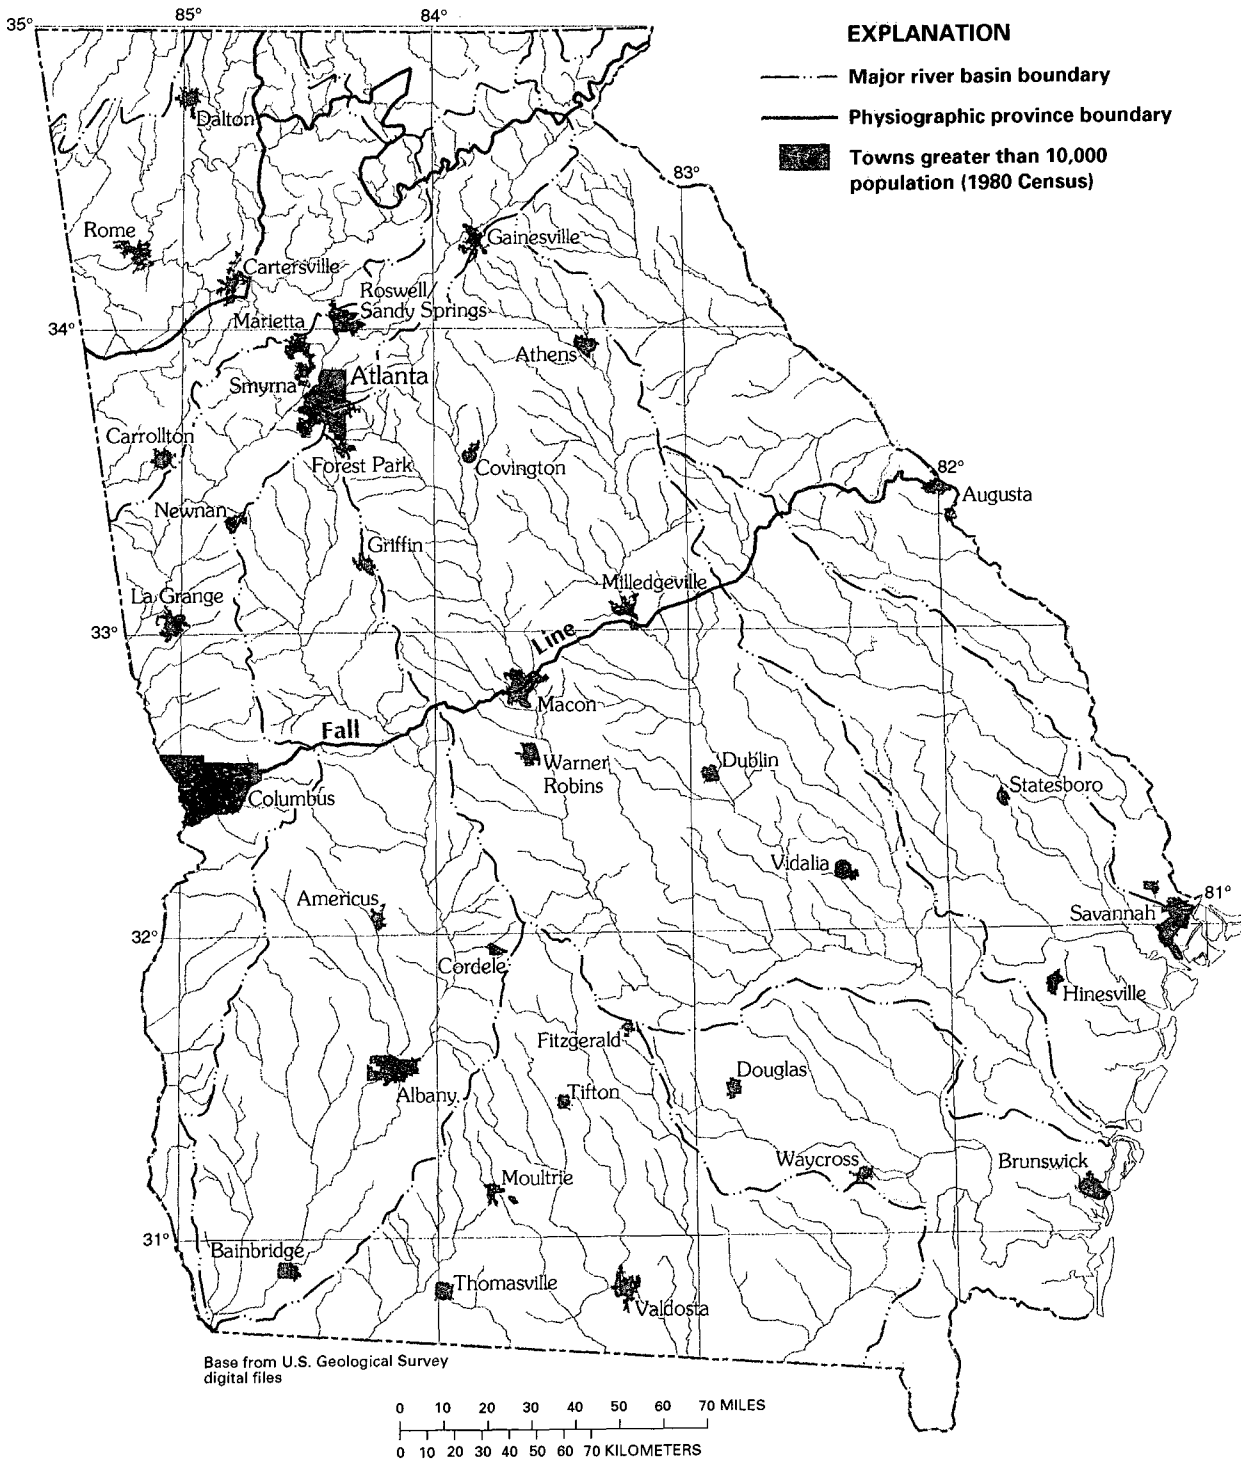 35°
85°
84°
EXPLANATION
Major river basin boundary
Physiographic province boundary
Towns greater than 10,000
population (1980 Census)
Dalton
83°
Rome
Gainesville
Cartersville
Roswell
Sandy Springs
34°
Marietta
Athens
Smyrna
Atlanta
Carrollton
Forest Park
Covington
82°
Augusta
Newnan
Griffin
Milledgeville
La Grange
33°
Line
Macon
Fall
Warner
Robins
Dublin
Columbus
Statesboro
Vidalia
Americus
81°
Savannah
32°
Cordele
Hinesville
Fitzgerald
Douglas
Albany
Tifton
Waycross
Brunswick
Moultrie
31°
Bainbridge
Thomasville
Valdosta
Base from U.S. Geological Survey
digital files
0 10 20 30 40 50 60 70 MILES
0 10 20 30 40 50 60 70 KILOMETERS